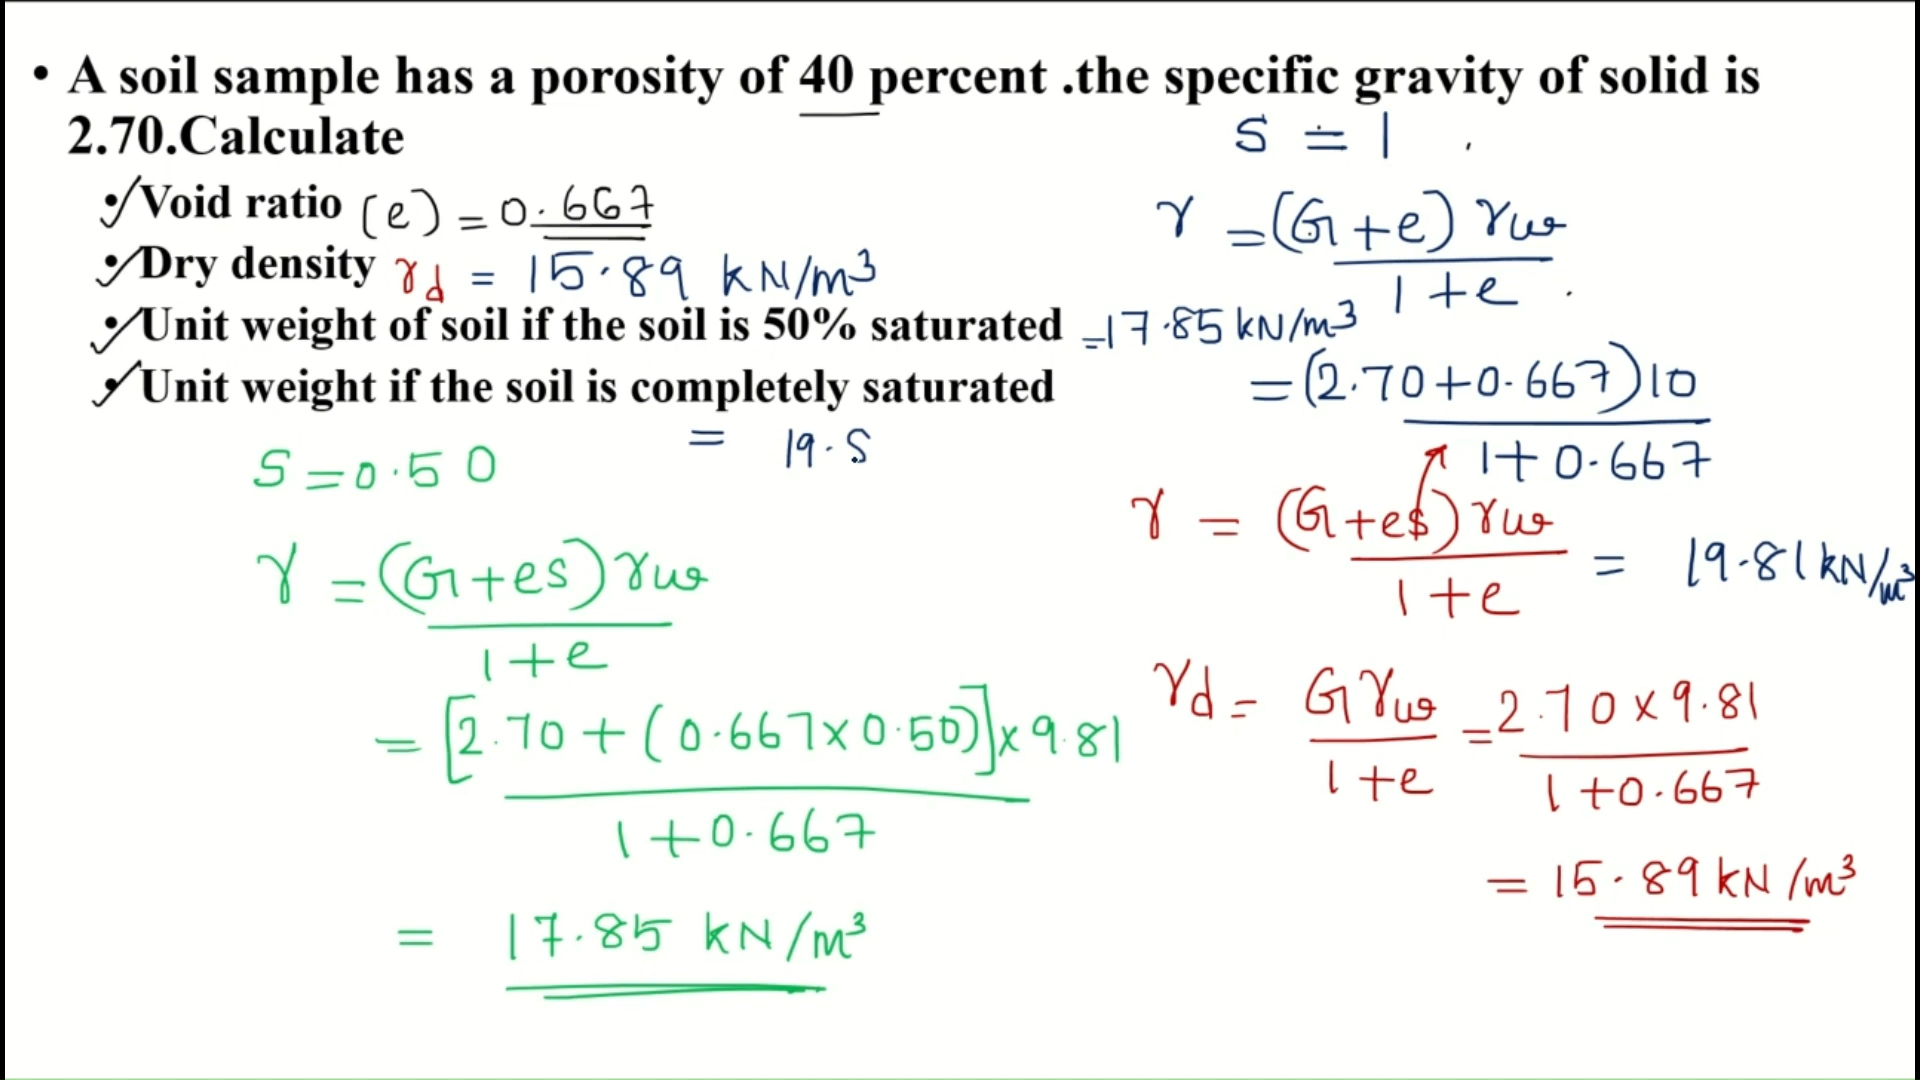 • A soil sample has a porosity of 40 percent .the specific gravity of solid is
2.70.Calculate
Void ratio (e) = 0.667
Dry density γd = 15.89 kN/m³
Unit weight of soil if the soil is 50% saturated = 17.85 kN/m³
Unit weight if the soil is completely saturated
= 19.8
S = 0.50
γ = (G+es)γw
1+e
= [2.70 + (0.667×0.50)]×9.81
1+0.667
= 17.85 kN/m³
S = 1
γ = (G+e)γw
1+e
= (2.70+0.667)10
1+0.667
γ = (G+es)γw
1+e
= 19.81 kN/m³
γd = Gγw = 2.70×9.81
1+e 1+0.667
= 15.89 kN/m³